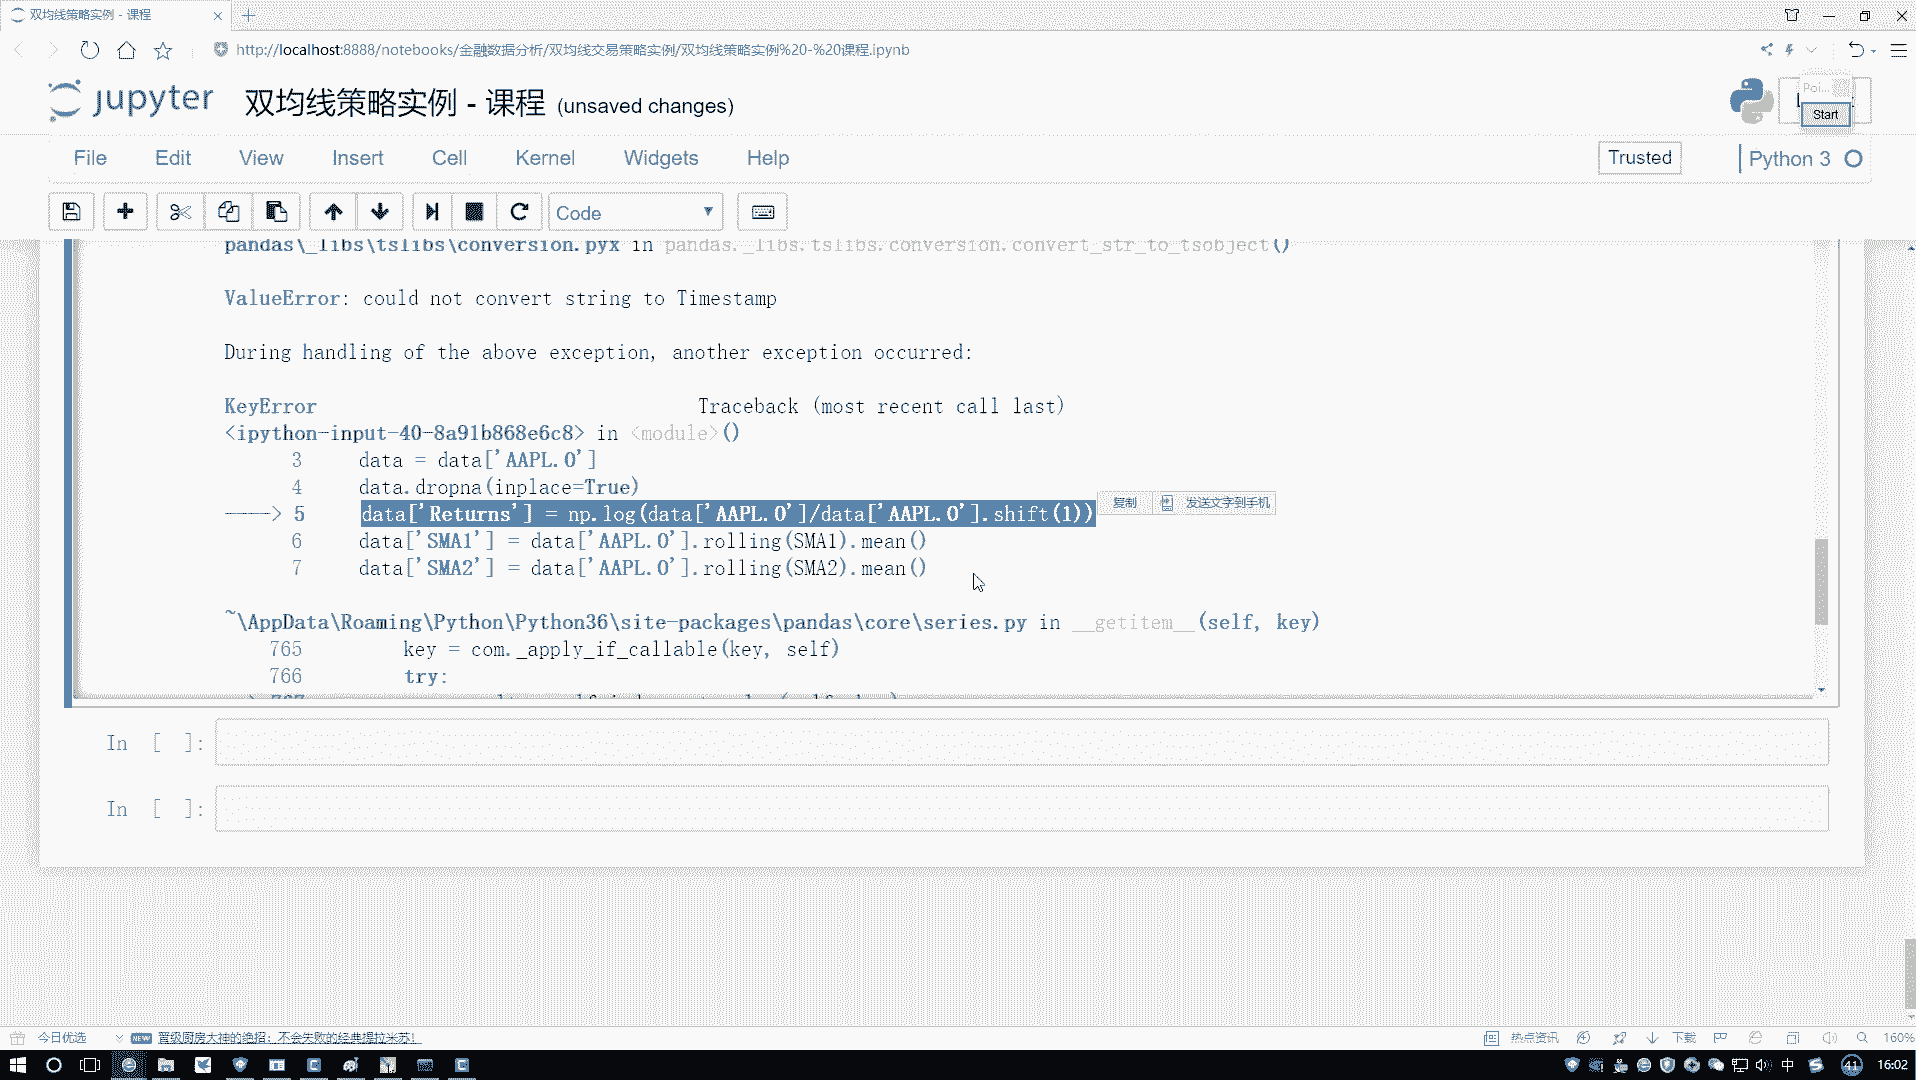 双均线策略实例 - 课程
http://localhost:8888/notebooks/金融数据分析/双均线交易策略实例/双均线策略实例%20-%20课程.ipynb
jupyter 双均线策略实例 - 课程 (unsaved changes)
Poi...
Start
File Edit View Insert Cell Kernel Widgets Help
Trusted
Python 3
Code
pandas\_libs\tslibs\conversion.pyx in pandas._libs.tslibs.conversion.convert_str_to_tsobject()
ValueError: could not convert string to Timestamp
During handling of the above exception, another exception occurred:
KeyError Traceback (most recent call last)
<ipython-input-40-8a91b868e6c8> in <module>()
3 data = data['AAPL.O']
4 data.dropna(inplace=True)
----> 5 data['Returns'] = np.log(data['AAPL.O']/data['AAPL.O'].shift(1))
复制 发送文字到手机
6 data['SMA1'] = data['AAPL.O'].rolling(SMA1).mean()
7 data['SMA2'] = data['AAPL.O'].rolling(SMA2).mean()
~\AppData\Roaming\Python\Python36\site-packages\pandas\core\series.py in __getitem__(self, key)
765 key = com._apply_if_callable(key, self)
766 try:
In [ ]:
In [ ]:
今日优选 NEW 晋级厨房大神的绝招：不会失败的经典提拉米苏！
热点资讯 下载 160%
中 41 16:02